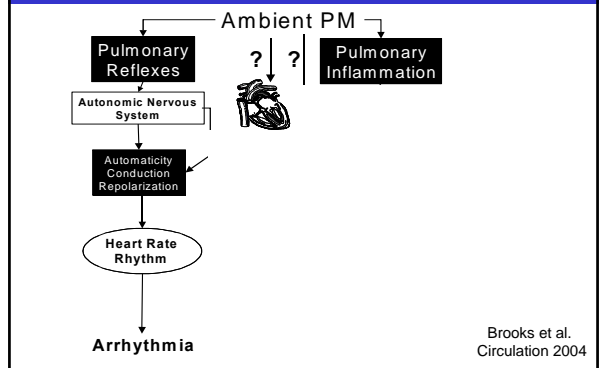 Ambient PM
Pulmonary
Reflexes
?
?
Pulmonary
Inflammation
Autonomic Nervous
System
Automaticity
Conduction
Repolarization
Heart Rate
Rhythm
Arrhythmia
Brooks et al.
Circulation 2004